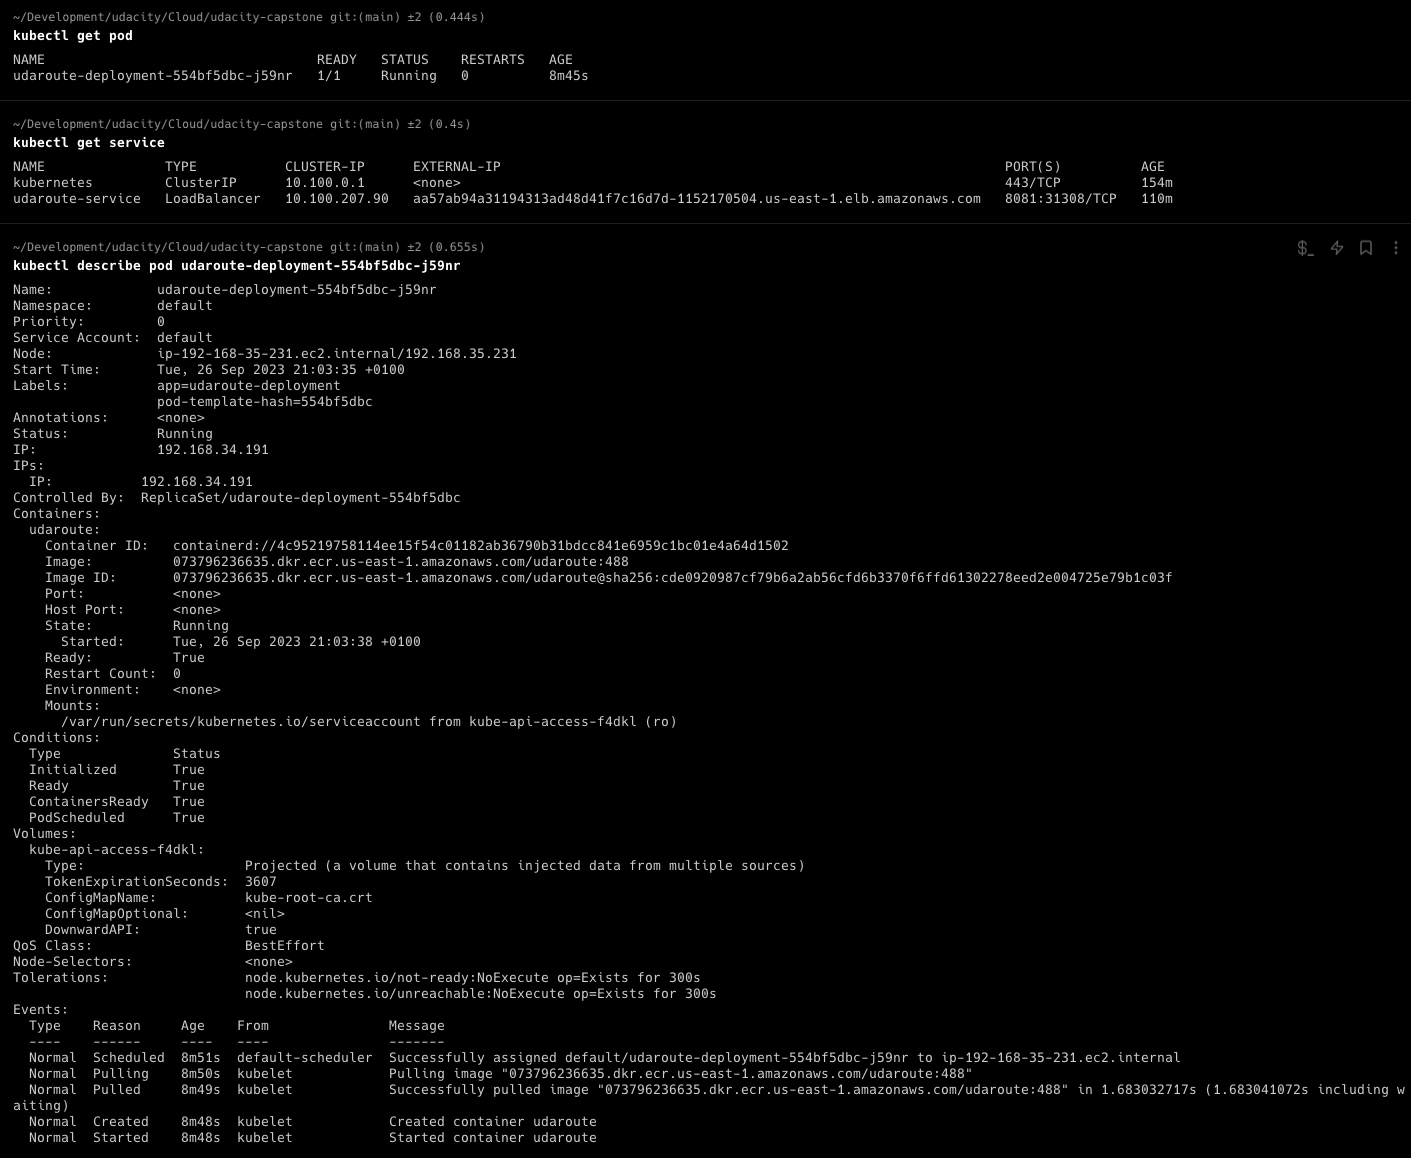 ~/Development/udacity/Cloud/udacity-capstone git:(main) ±2 (0.444s)
kubectl get pod
NAME                                  READY   STATUS    RESTARTS   AGE
udaroute-deployment-554bf5dbc-j59nr   1/1     Running   0          8m45s
~/Development/udacity/Cloud/udacity-capstone git:(main) ±2 (0.4s)
kubectl get service
NAME               TYPE           CLUSTER-IP      EXTERNAL-IP                                                               PORT(S)          AGE
kubernetes         ClusterIP      10.100.0.1      <none>                                                                    443/TCP          154m
udaroute-service   LoadBalancer   10.100.207.90   aa57ab94a31194313ad48d41f7c16d7d-1152170504.us-east-1.elb.amazonaws.com   8081:31308/TCP   110m
~/Development/udacity/Cloud/udacity-capstone git:(main) ±2 (0.655s)
kubectl describe pod udaroute-deployment-554bf5dbc-j59nr
Name:             udaroute-deployment-554bf5dbc-j59nr
Namespace:        default
Priority:         0
Service Account:  default
Node:             ip-192-168-35-231.ec2.internal/192.168.35.231
Start Time:       Tue, 26 Sep 2023 21:03:35 +0100
Labels:           app=udaroute-deployment
                  pod-template-hash=554bf5dbc
Annotations:      <none>
Status:           Running
IP:               192.168.34.191
IPs:
  IP:           192.168.34.191
Controlled By:  ReplicaSet/udaroute-deployment-554bf5dbc
Containers:
  udaroute:
    Container ID:   containerd://4c95219758114ee15f54c01182ab36790b31bdcc841e6959c1bc01e4a64d1502
    Image:          073796236635.dkr.ecr.us-east-1.amazonaws.com/udaroute:488
    Image ID:       073796236635.dkr.ecr.us-east-1.amazonaws.com/udaroute@sha256:cde0920987cf79b6a2ab56cfd6b3370f6ffd61302278eed2e004725e79b1c03f
    Port:           <none>
    Host Port:      <none>
    State:          Running
      Started:      Tue, 26 Sep 2023 21:03:38 +0100
    Ready:          True
    Restart Count:  0
    Environment:    <none>
    Mounts:
      /var/run/secrets/kubernetes.io/serviceaccount from kube-api-access-f4dkl (ro)
Conditions:
  Type              Status
  Initialized       True
  Ready             True
  ContainersReady   True
  PodScheduled      True
Volumes:
  kube-api-access-f4dkl:
    Type:                    Projected (a volume that contains injected data from multiple sources)
    TokenExpirationSeconds:  3607
    ConfigMapName:           kube-root-ca.crt
    ConfigMapOptional:       <nil>
    DownwardAPI:             true
QoS Class:                   BestEffort
Node-Selectors:              <none>
Tolerations:                 node.kubernetes.io/not-ready:NoExecute op=Exists for 300s
                             node.kubernetes.io/unreachable:NoExecute op=Exists for 300s
Events:
  Type    Reason     Age    From               Message
  ----    ------     ----   ----               -------
  Normal  Scheduled  8m51s  default-scheduler  Successfully assigned default/udaroute-deployment-554bf5dbc-j59nr to ip-192-168-35-231.ec2.internal
  Normal  Pulling    8m50s  kubelet            Pulling image "073796236635.dkr.ecr.us-east-1.amazonaws.com/udaroute:488"
  Normal  Pulled     8m49s  kubelet            Successfully pulled image "073796236635.dkr.ecr.us-east-1.amazonaws.com/udaroute:488" in 1.683032717s (1.683041072s including w
aiting)
  Normal  Created    8m48s  kubelet            Created container udaroute
  Normal  Started    8m48s  kubelet            Started container udaroute